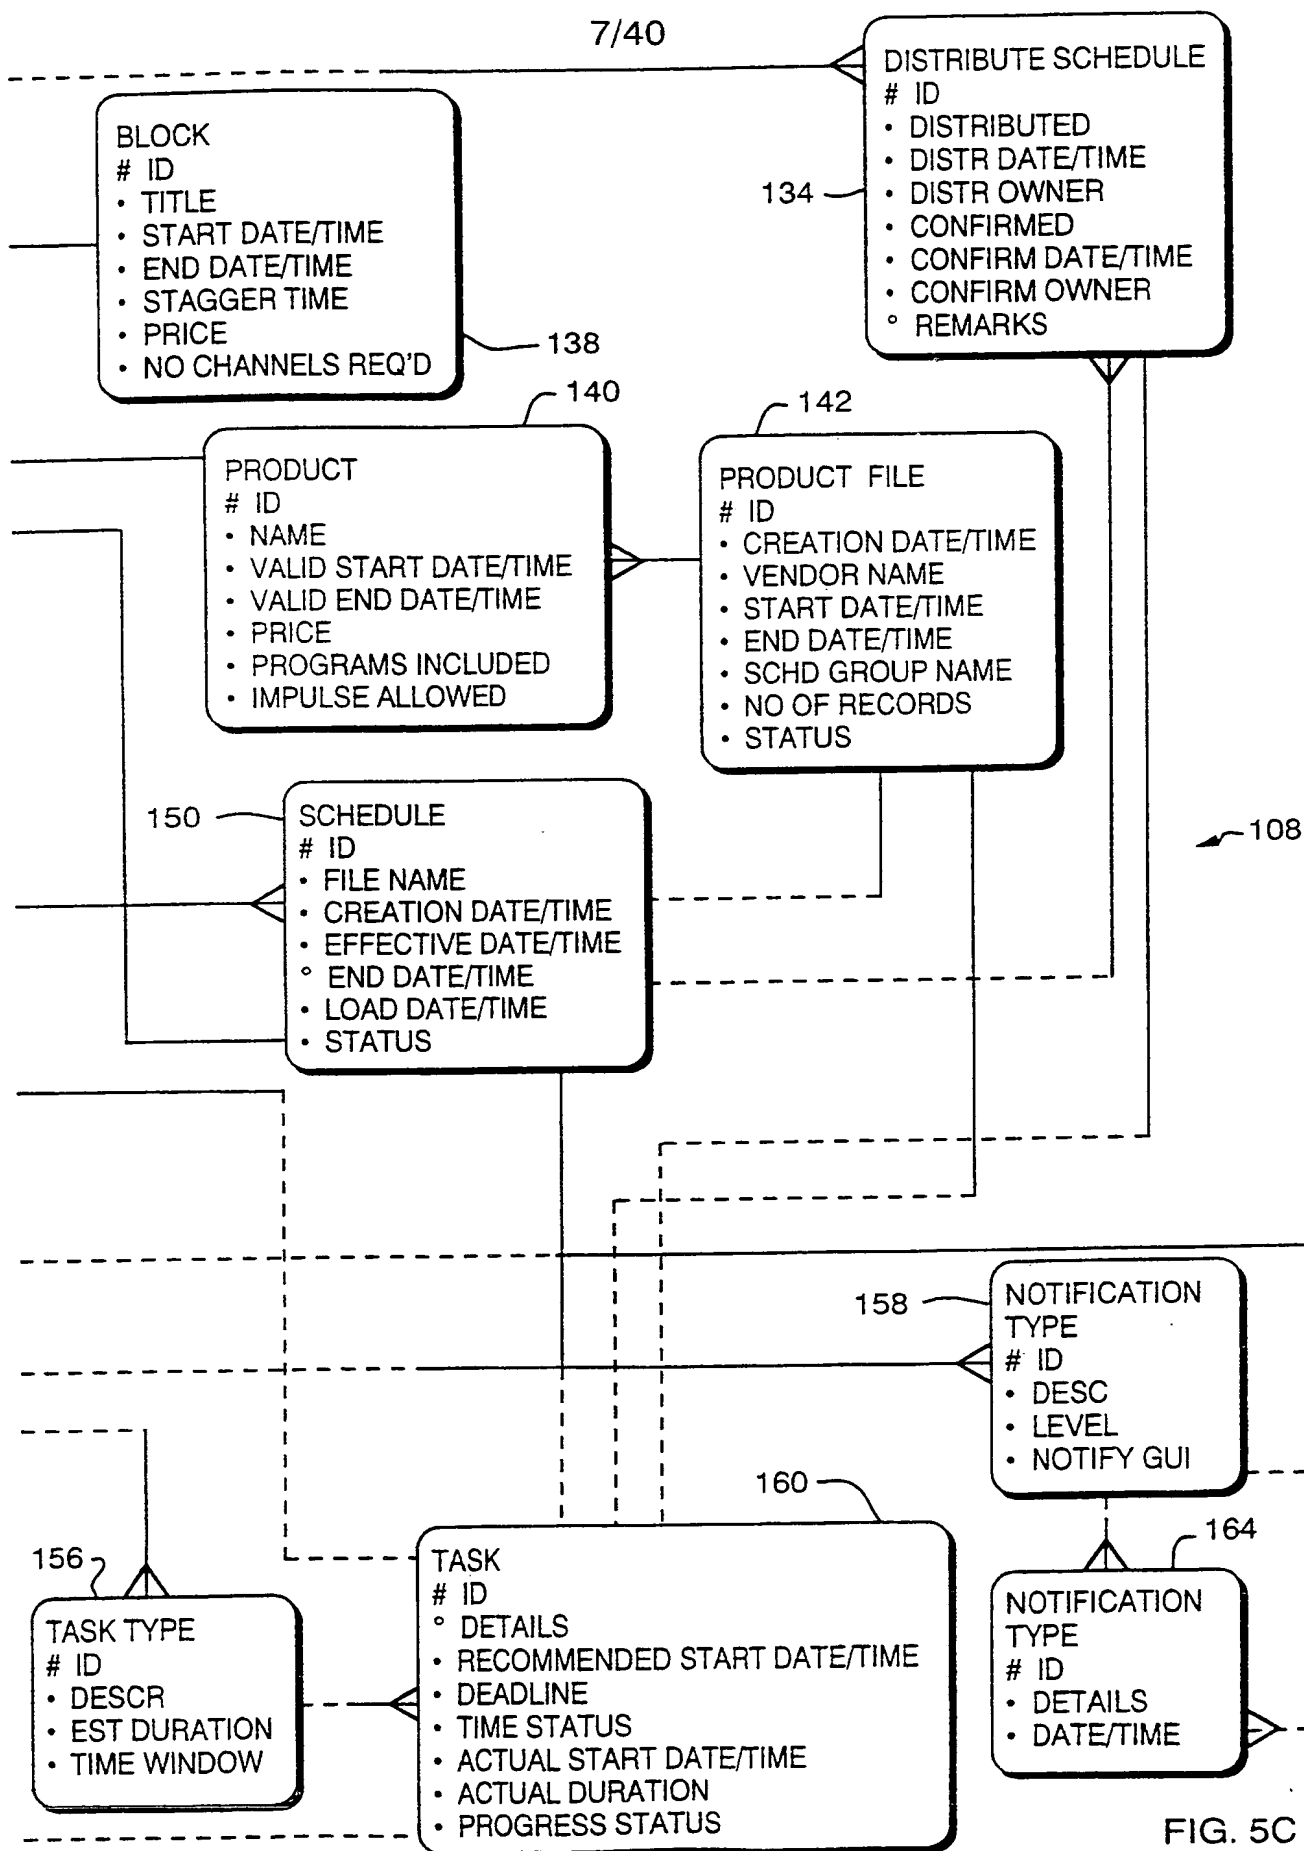 7/40
DISTRIBUTE SCHEDULE
# ID
• DISTRIBUTED
• DISTR DATE/TIME
• DISTR OWNER
• CONFIRMED
• CONFIRM DATE/TIME
• CONFIRM OWNER
° REMARKS
134
BLOCK
# ID
• TITLE
• START DATE/TIME
• END DATE/TIME
• STAGGER TIME
• PRICE
• NO CHANNELS REQ'D
138
140
PRODUCT
# ID
• NAME
• VALID START DATE/TIME
• VALID END DATE/TIME
• PRICE
• PROGRAMS INCLUDED
• IMPULSE ALLOWED
142
PRODUCT FILE
# ID
• CREATION DATE/TIME
• VENDOR NAME
• START DATE/TIME
• END DATE/TIME
• SCHD GROUP NAME
• NO OF RECORDS
• STATUS
150
SCHEDULE
# ID
• FILE NAME
• CREATION DATE/TIME
• EFFECTIVE DATE/TIME
° END DATE/TIME
• LOAD DATE/TIME
• STATUS
108
158
NOTIFICATION
TYPE
# ID
• DESC
• LEVEL
• NOTIFY GUI
156
TASK TYPE
# ID
• DESCR
• EST DURATION
• TIME WINDOW
160
TASK
# ID
° DETAILS
• RECOMMENDED START DATE/TIME
• DEADLINE
• TIME STATUS
• ACTUAL START DATE/TIME
• ACTUAL DURATION
• PROGRESS STATUS
164
NOTIFICATION
TYPE
# ID
• DETAILS
• DATE/TIME
FIG. 5C